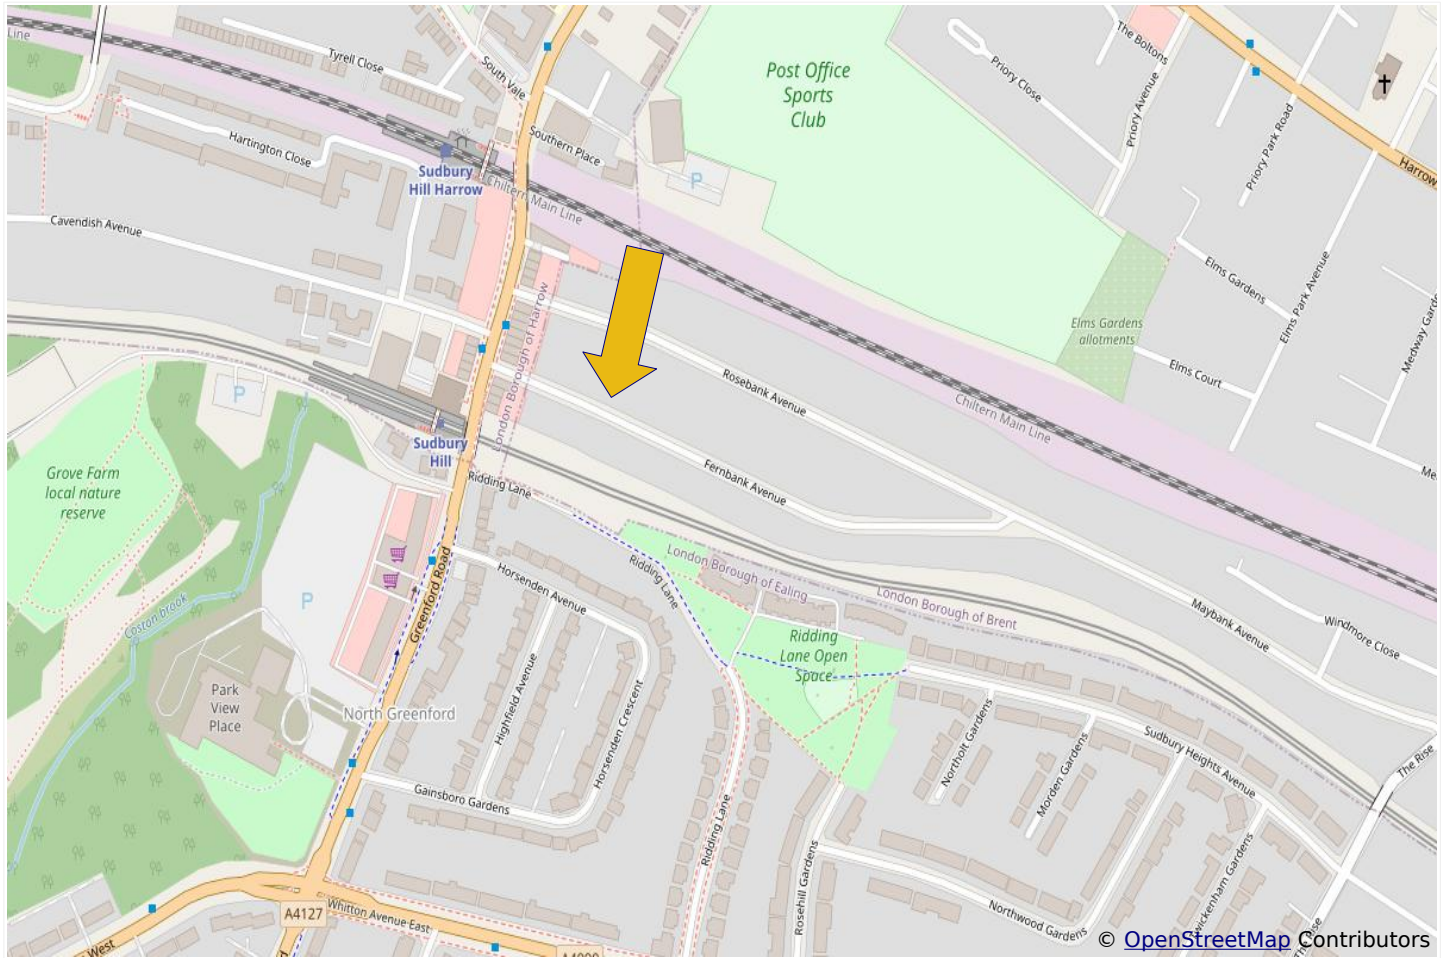 Line
Tyrell Close
South Vale
Post Office
Sports
Club
Priory Close
The Boltons
Priory Avenue
Priory Park Road
Harrow
Hartington Close
Southern Place
P
Sudbury
Hill Harrow
Chiltern Main Line
Cavendish Avenue
Elms Gardens
Elms Park Avenue
Elms Gardens
allotments
Elms Court
London Borough of Harrow
Rosebank Avenue
Chiltern Main Line
P
Sudbury
Hill
Fernbank Avenue
Grove Farm
local nature
reserve
Ridding Lane
Ridding Lane
London Borough of Ealing
London Borough of Brent
Horsenden Avenue
Greenford Road
P
Coston brook
Maybank Avenue
Windmore Close
Ridding
Lane Open
Space
Highfield Avenue
Horsenden Crescent
Park
View
Place
North Greenford
Northolt Gardens
Morden Gardens
Sudbury Heights Avenue
The Rise
Gainsboro Gardens
Ridding Lane
Rosehill Gardens
Northwood Gardens
A4127
Whitton Avenue East
West
© OpenStreetMap Contributors